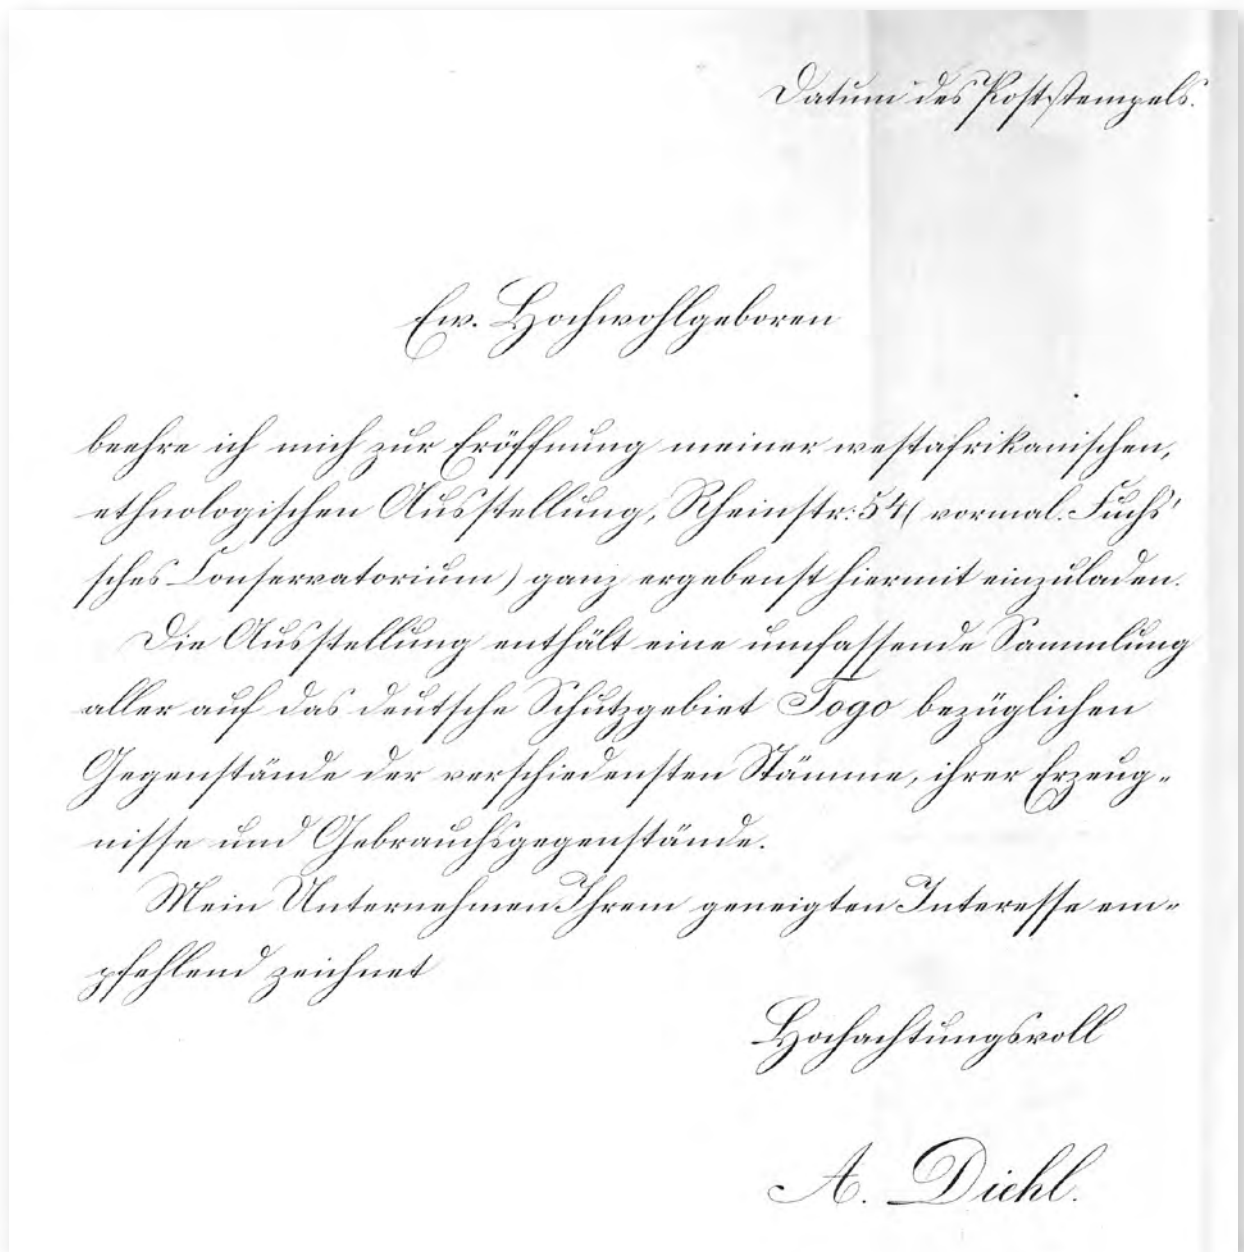 Datum des Poststempels.
Ew. Hochwohlgeboren
beehre ich mich zur Eröffnung meiner westafrikanischen,
ethnologischen Ausstellung, Rheinstr: 54 (vormal. Fuchs'
sches Conservatorium) ganz ergebenst hiermit einzuladen.
Die Ausstellung enthält eine umfassende Sammlung
aller auf das deutsche Schutzgebiet Togo bezüglichen
Gegenstände der verschiedensten Stämme, ihrer Erzeug-
nisse und Gebrauchsgegenstände.
Mein Unternehmen Ihrem geneigten Interesse em-
pfehlend zeichnet
Hochachtungsvoll
A. Diehl.